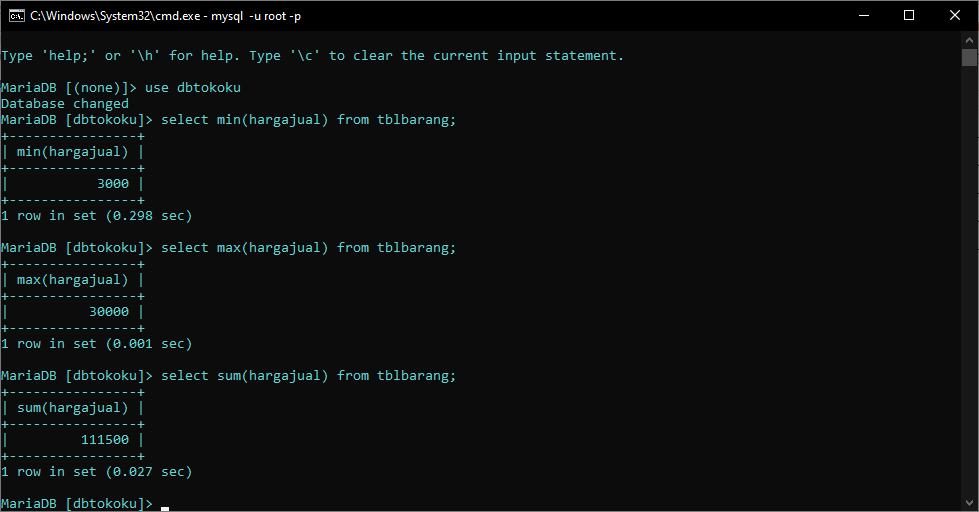 C:\Windows\System32\cmd.exe - mysql  -u root -p
Type 'help;' or '\h' for help. Type '\c' to clear the current input statement.
MariaDB [(none)]> use dbtokoku
Database changed
MariaDB [dbtokoku]> select min(hargajual) from tblbarang;
+----------------+
| min(hargajual) |
+----------------+
|           3000 |
+----------------+
1 row in set (0.298 sec)
MariaDB [dbtokoku]> select max(hargajual) from tblbarang;
+----------------+
| max(hargajual) |
+----------------+
|          30000 |
+----------------+
1 row in set (0.001 sec)
MariaDB [dbtokoku]> select sum(hargajual) from tblbarang;
+----------------+
| sum(hargajual) |
+----------------+
|         111500 |
+----------------+
1 row in set (0.027 sec)
MariaDB [dbtokoku]>